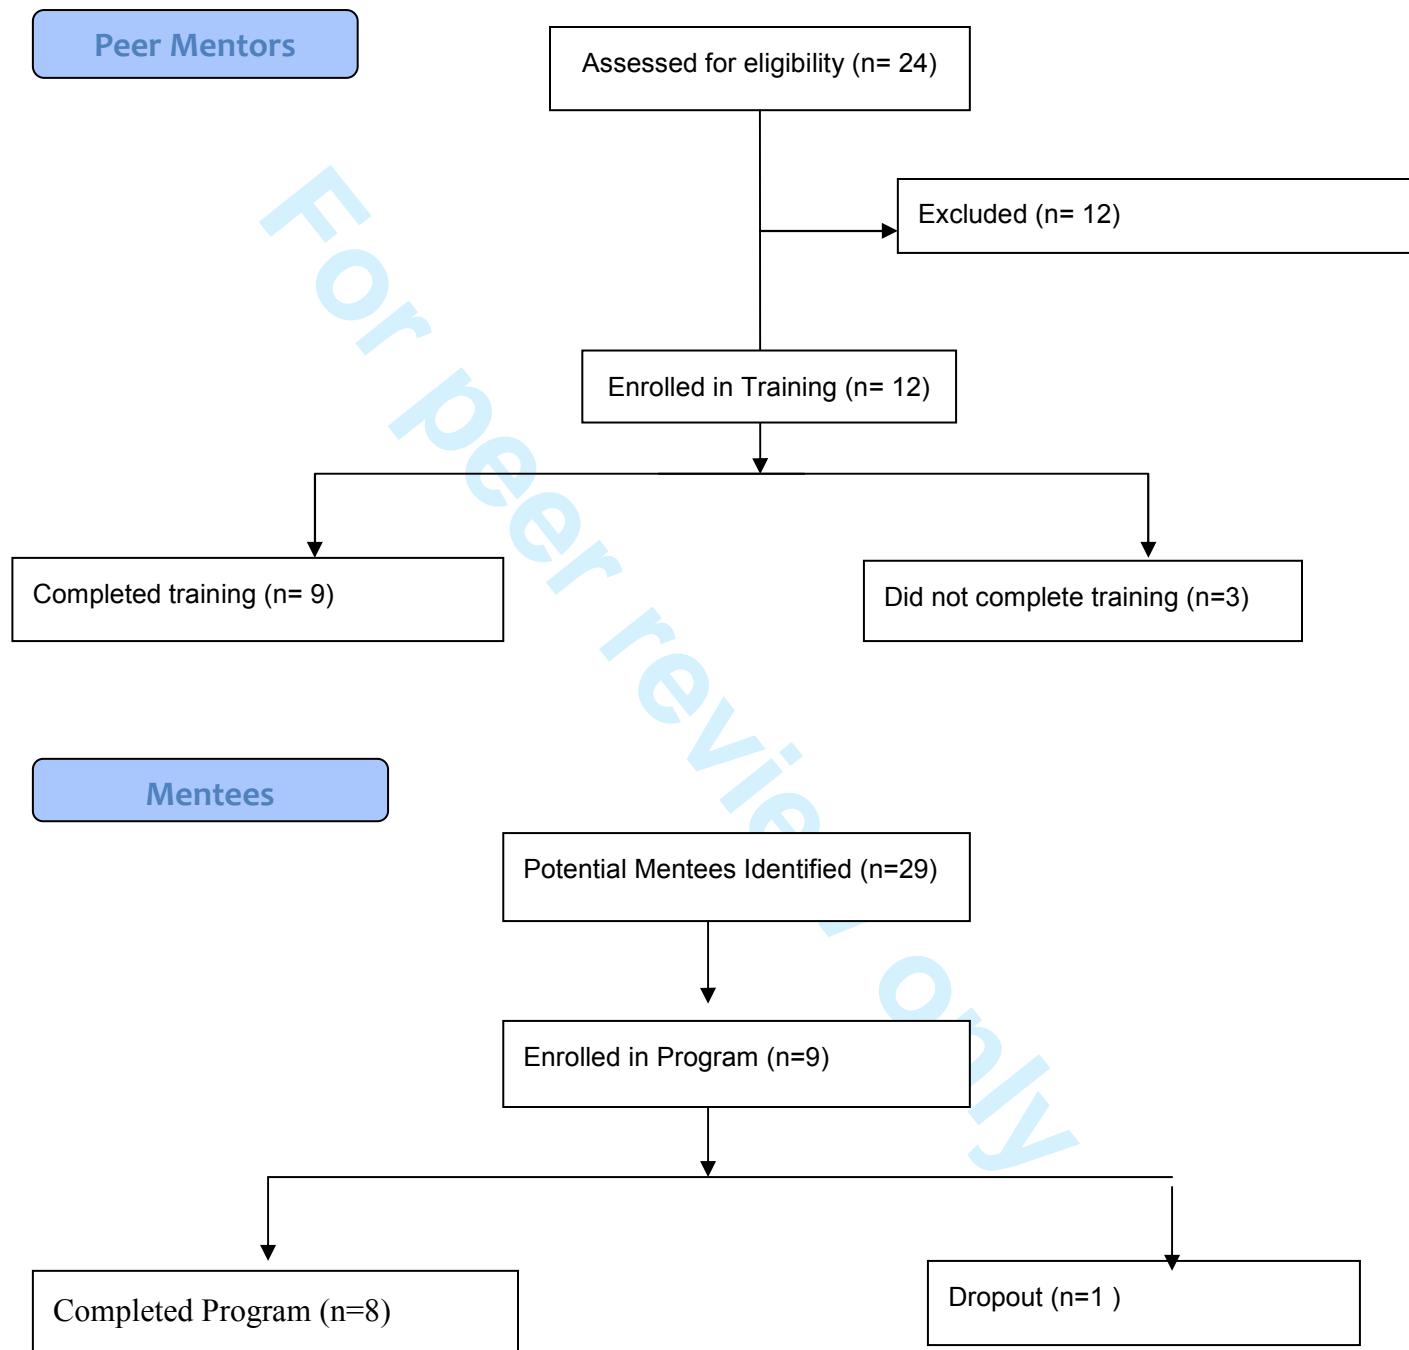 Peer Mentors
Assessed for eligibility (n= 24)
Excluded (n= 12)
Enrolled in Training (n= 12)
Completed training (n= 9)
Did not complete training (n=3)
Mentees
Potential Mentees Identified (n=29)
Enrolled in Program (n=9)
Completed Program (n=8)
Dropout (n=1 )
For peer review only